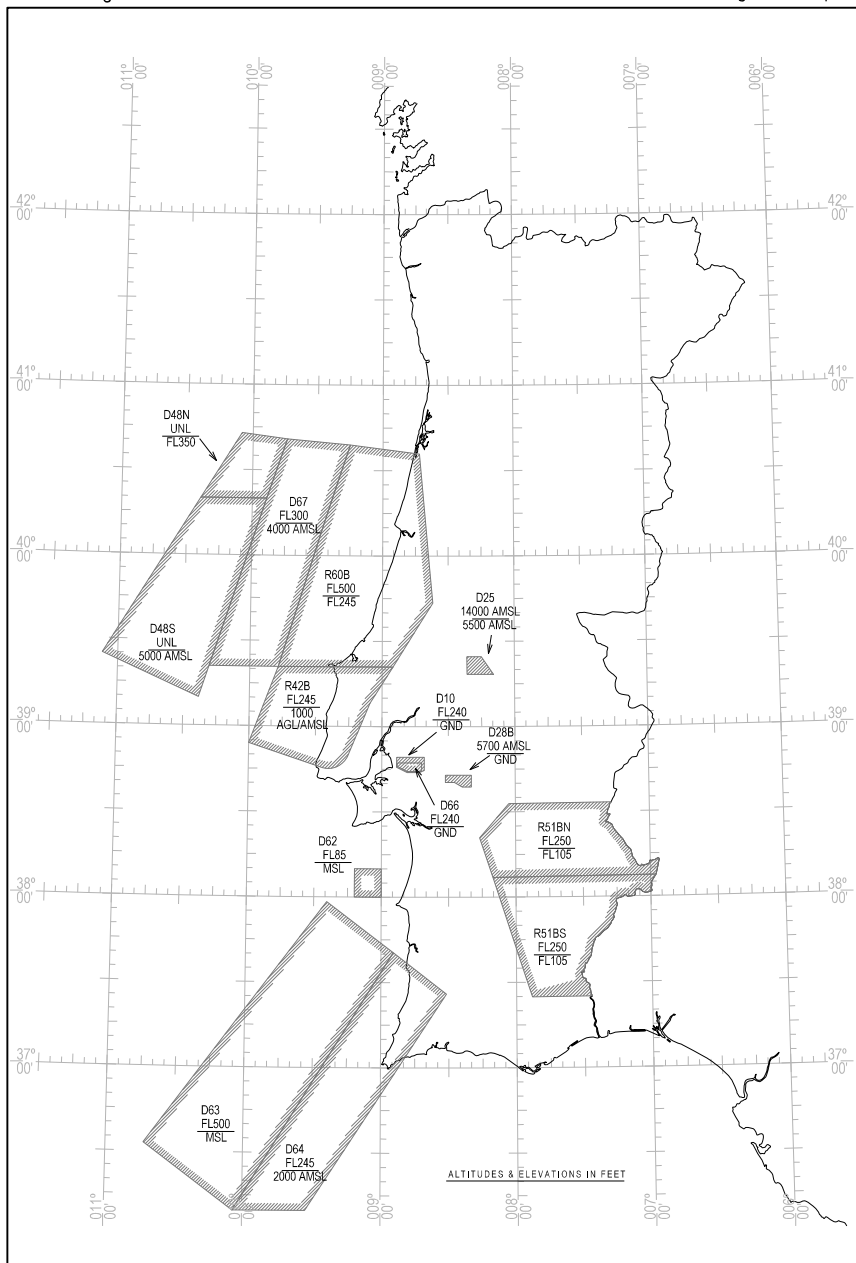 011° 00'
010° 00'
009° 00'
008° 00'
007° 00'
006° 00'
42° 00'
42° 00'
41° 00'
41° 00'
D48N
UNL
FL350
D67
FL300
4000 AMSL
40° 00'
40° 00'
R60B
FL500
FL245
D25
14000 AMSL
5500 AMSL
D48S
UNL
5000 AMSL
R42B
FL245
1000
AGL/AMSL
D10
FL240
GND
39° 00'
39° 00'
D28B
5700 AMSL
GND
D66
FL240
GND
D62
FL85
MSL
R51BN
FL250
FL105
38° 00'
38° 00'
R51BS
FL250
FL105
37° 00'
37° 00'
D63
FL500
MSL
D64
FL245
2000 AMSL
ALTITUDES & ELEVATIONS IN FEET
011° 00'
010° 00'
009° 00'
008° 00'
007° 00'
006° 00'